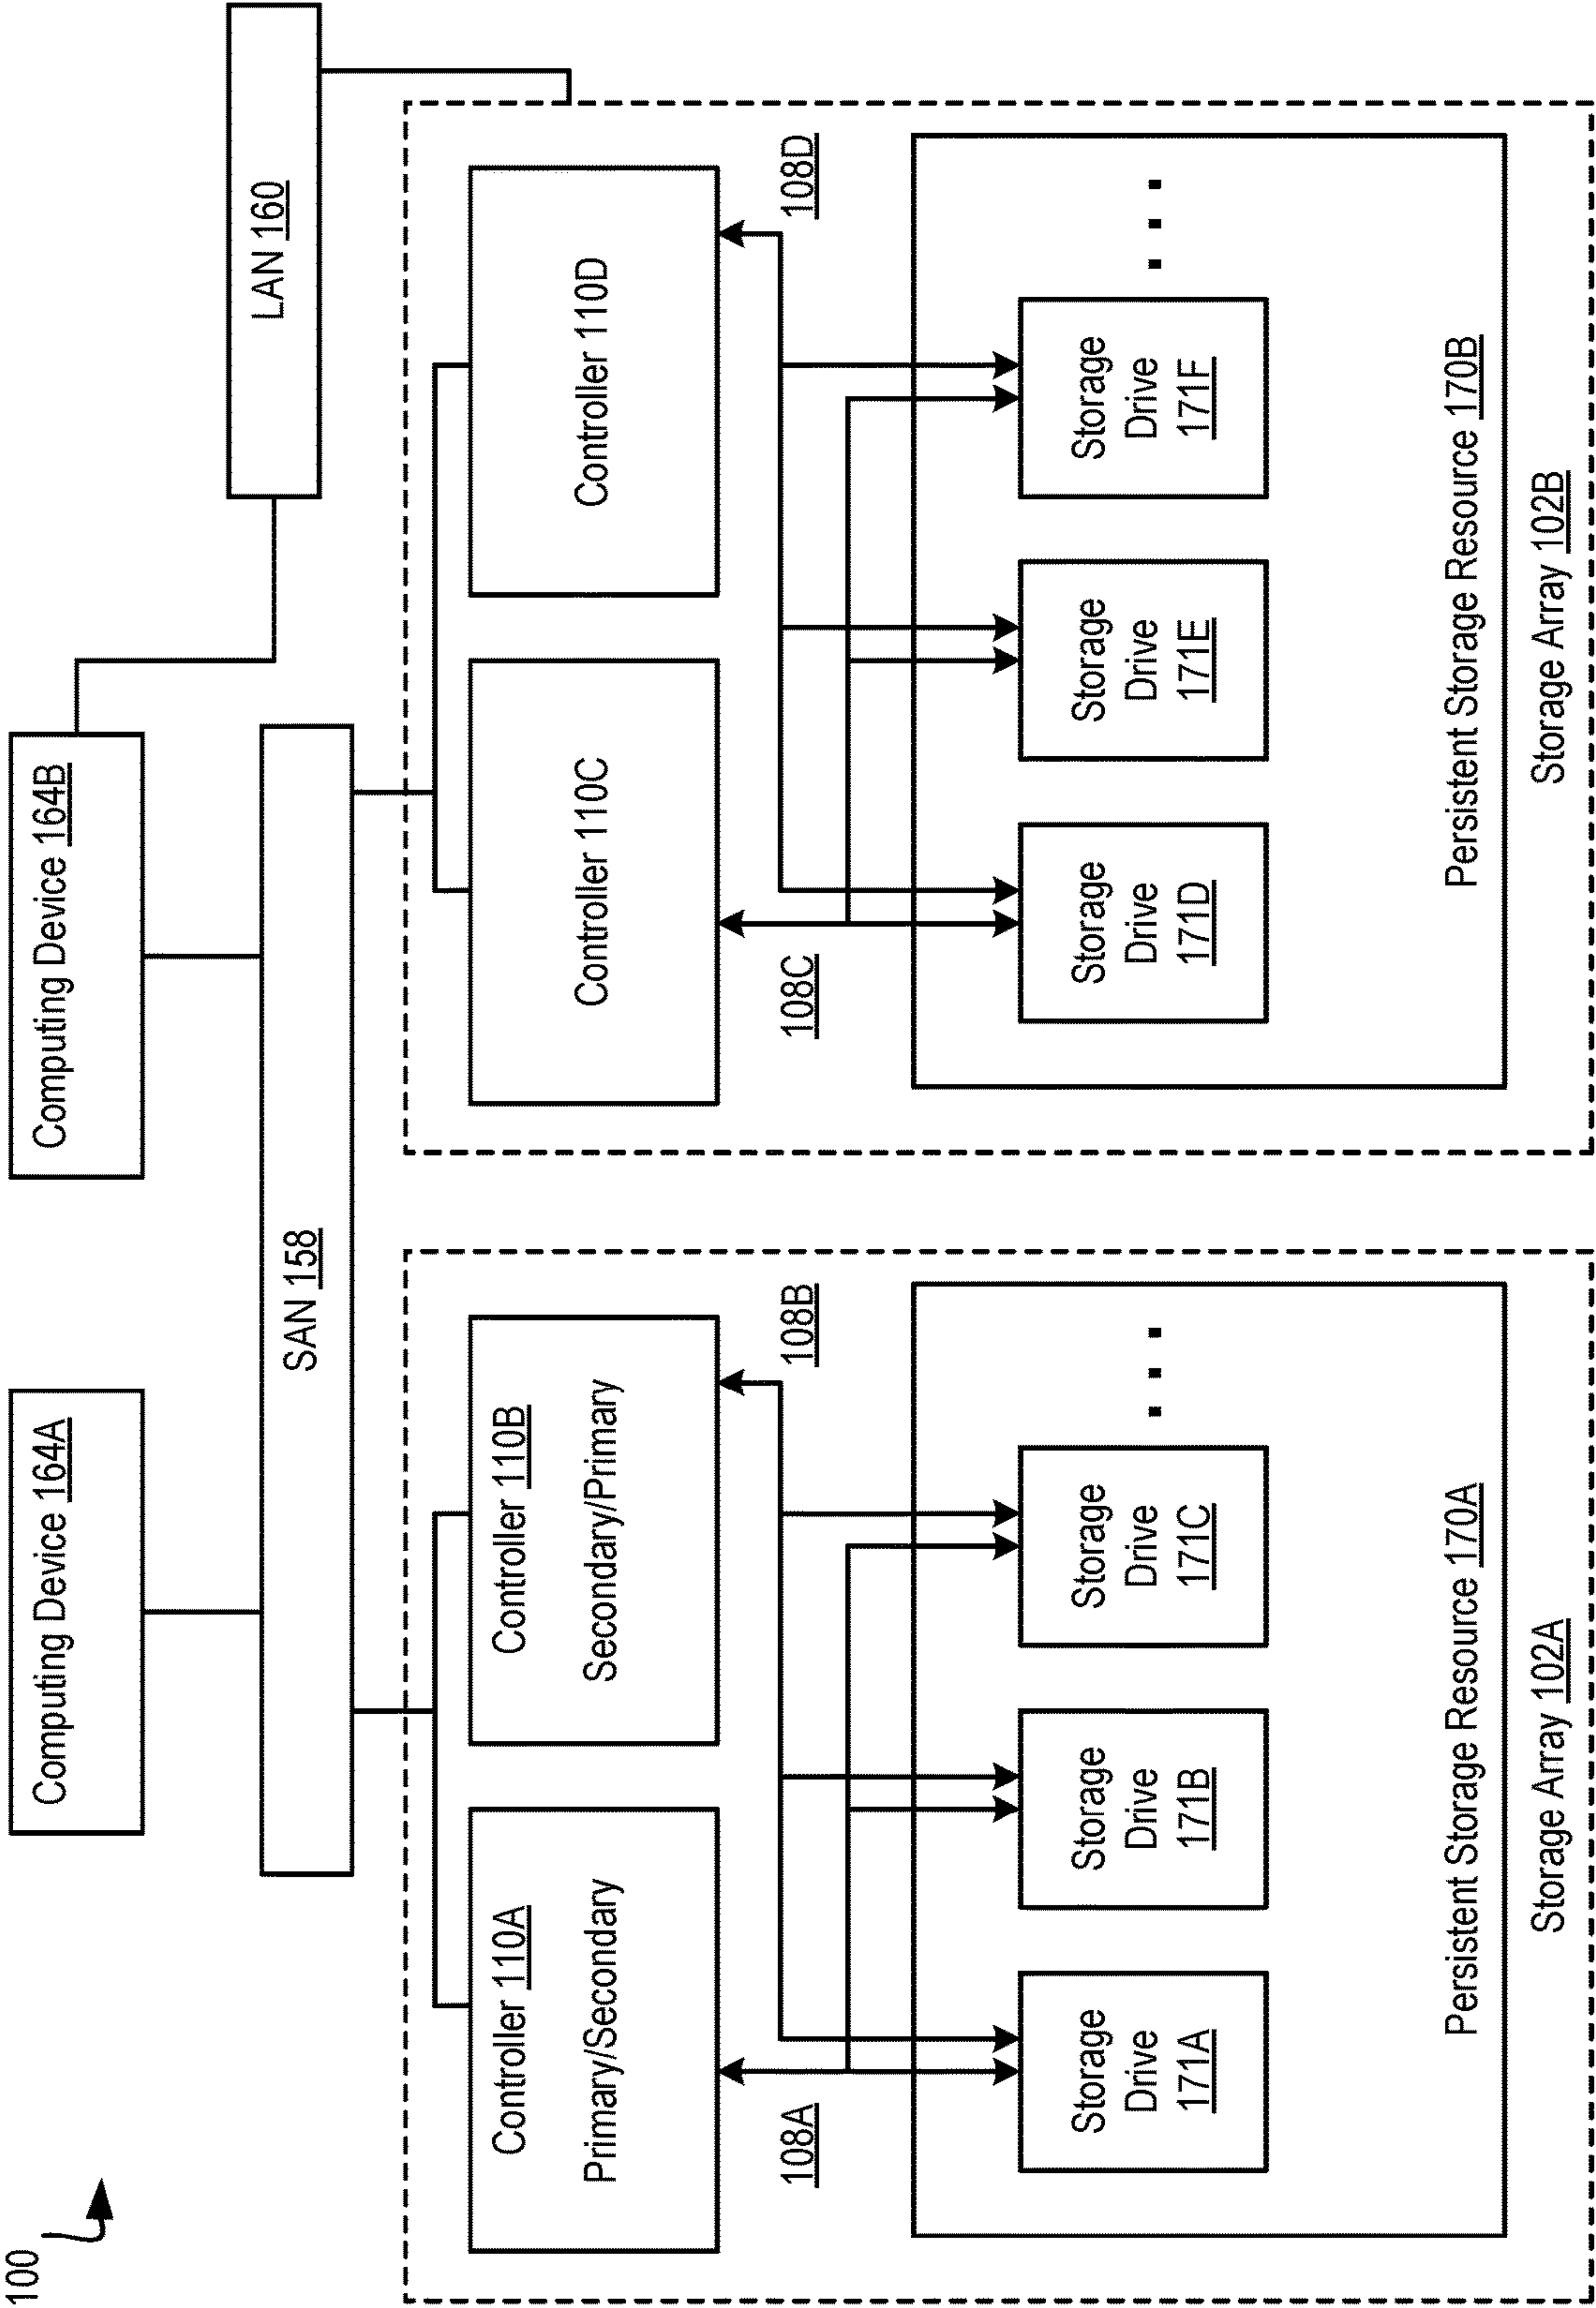 100
Computing Device 164A
Computing Device 164B
SAN 158
LAN 160
Controller 110A
Primary/Secondary
Controller 110B
Secondary/Primary
Controller 110C
Controller 110D
108A
108B
108C
108D
Storage
Drive
171A
Storage
Drive
171B
Storage
Drive
171C
Storage
Drive
171D
Storage
Drive
171E
Storage
Drive
171F
Persistent Storage Resource 170A
Persistent Storage Resource 170B
Storage Array 102A
Storage Array 102B